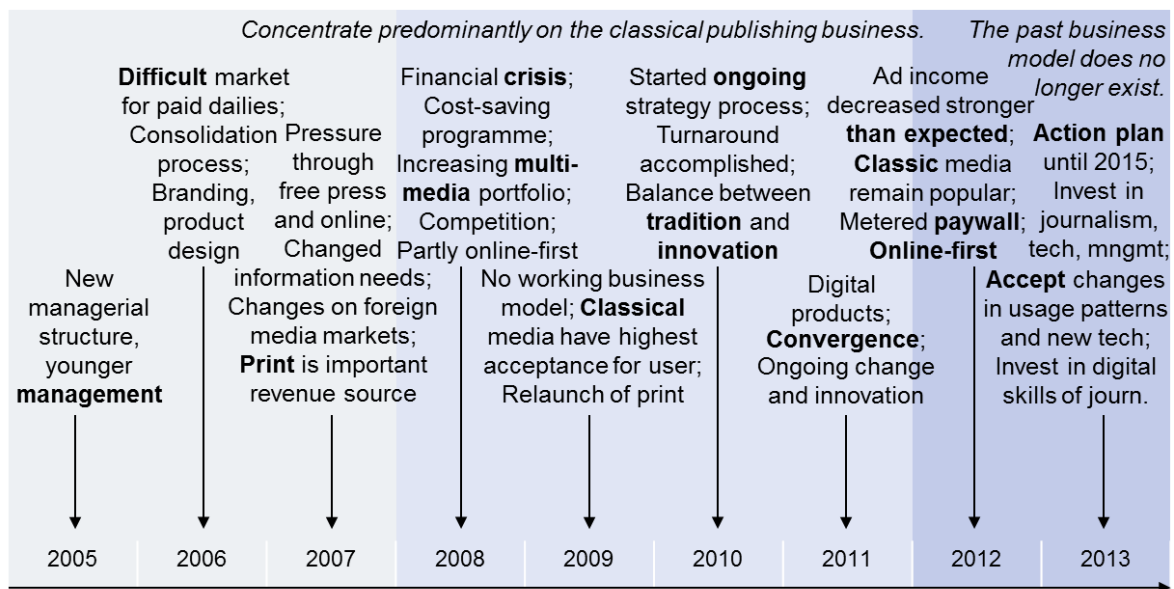 Concentrate predominantly on the classical publishing business.
The past business
model does no
longer exist.
New
managerial
structure,
younger
management
Difficult market
for paid dailies;
Consolidation
process;
Branding,
product
design
Pressure
through
free press
and online;
Changed
information needs;
Changes on foreign
media markets;
Print is important
revenue source
Financial crisis;
Cost-saving
programme;
Increasing multi-
media portfolio;
Competition;
Partly online-first
No working business
model; Classical
media have highest
acceptance for user;
Relaunch of print
Started ongoing
strategy process;
Turnaround
accomplished;
Balance between
tradition and
innovation
Digital
products;
Convergence;
Ongoing change
and innovation
Ad income
decreased stronger
than expected;
Classic media
remain popular;
Metered paywall;
Online-first
Action plan
until 2015;
Invest in
journalism,
tech, mngmt;
Accept changes
in usage patterns
and new tech;
Invest in digital
skills of journ.
2005 2006 2007 2008 2009 2010 2011 2012 2013